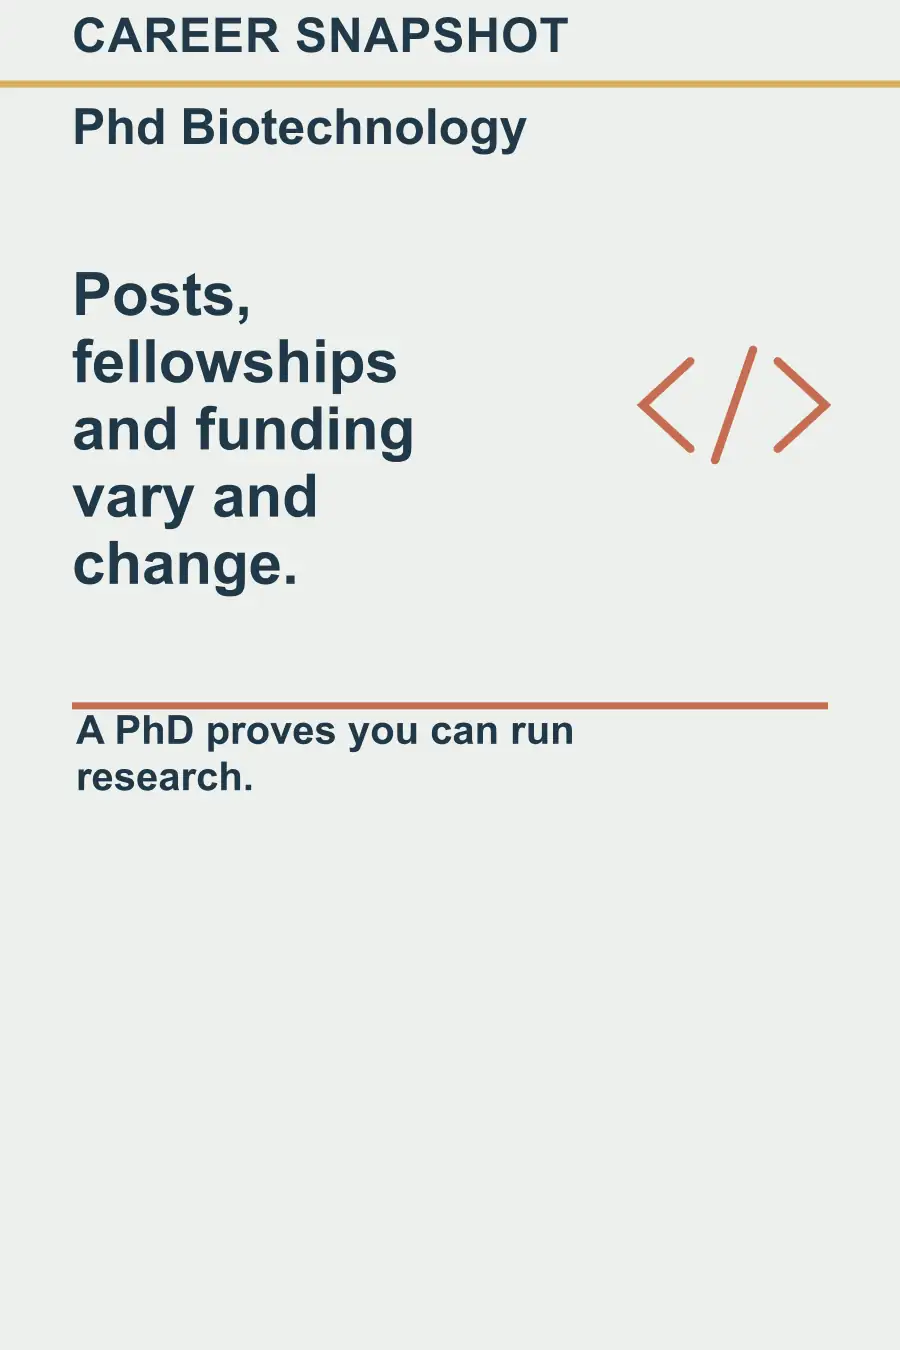 CAREER SNAPSHOT
Phd Biotechnology
Posts,
fellowships
and funding
vary and
change.
</>
A PhD proves you can run
research.